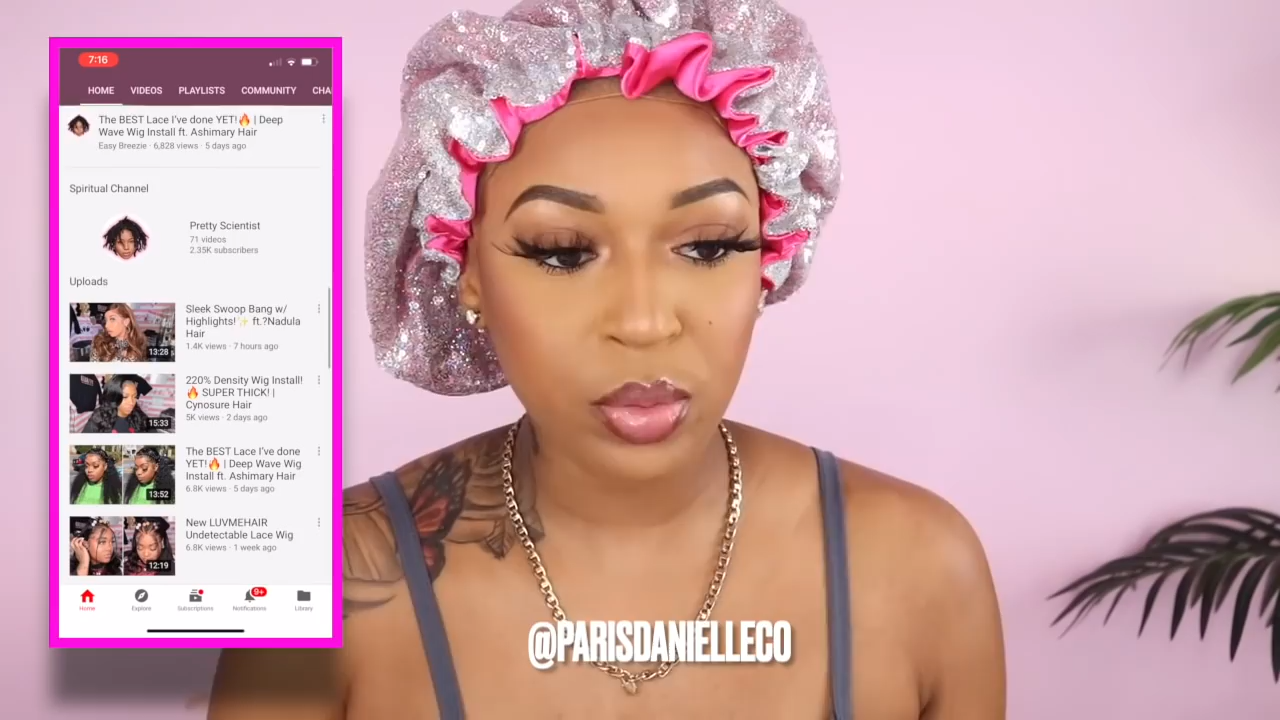 7:16
HOME VIDEOS PLAYLISTS COMMUNITY CHA
The BEST Lace I've done YET!🔥 | Deep
Wave Wig Install ft. Ashimary Hair
Easy Breezie · 6,828 views · 5 days ago
Spiritual Channel
Pretty Scientist
71 videos
2.35K subscribers
Uploads
Sleek Swoop Bang w/
Highlights!✨ ft.?Nadula
Hair
1.4K views · 7 hours ago
13:28
220% Density Wig Install!
🔥 SUPER THICK! |
Cynosure Hair
5K views · 2 days ago
15:33
The BEST Lace I've done
YET!🔥 | Deep Wave Wig
Install ft. Ashimary Hair
6.8K views · 5 days ago
13:52
New LUVMEHAIR
Undetectable Lace Wig
6.8K views · 1 week ago
12:19
9+
Home Explore Subscriptions Notifications Library
@PARISDANIELLECO